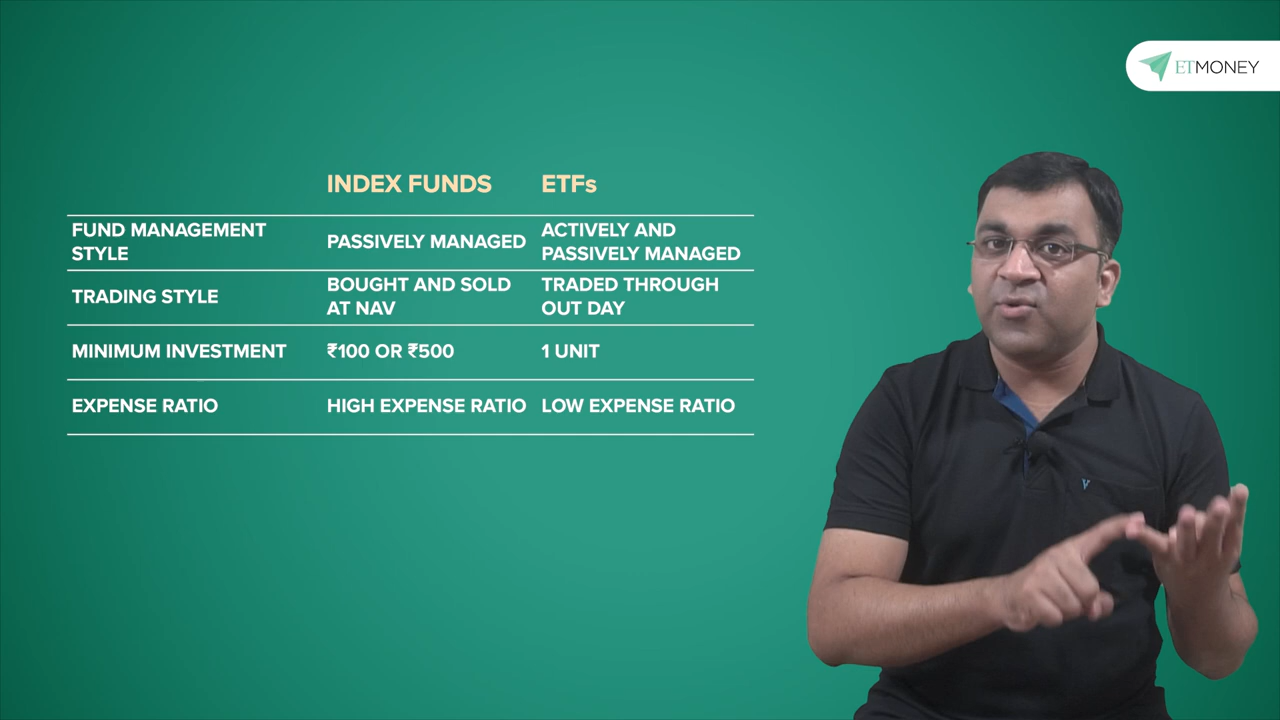 ETMONEY
INDEX FUNDS ETFs
FUND MANAGEMENT
STYLE
PASSIVELY MANAGED
ACTIVELY AND
PASSIVELY MANAGED
TRADING STYLE
BOUGHT AND SOLD
AT NAV
TRADED THROUGH
OUT DAY
MINIMUM INVESTMENT
₹100 OR ₹500
1 UNIT
EXPENSE RATIO
HIGH EXPENSE RATIO
LOW EXPENSE RATIO
V